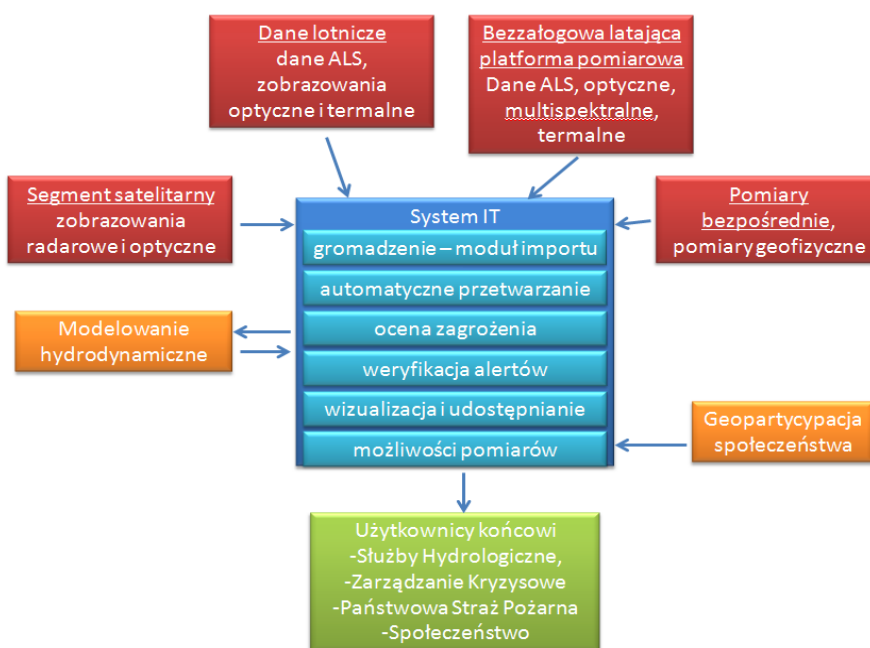 Dane lotnicze
dane ALS,
zobrazowania
optyczne i termalne
Bezzałogowa latająca
platforma pomiarowa
Dane ALS, optyczne,
multispektralne,
termalne
Segment satelitarny
zobrazowania
radarowe i optyczne
System IT
gromadzenie – moduł importu
automatyczne przetwarzanie
ocena zagrożenia
weryfikacja alertów
wizualizacja i udostępnianie
możliwości pomiarów
Pomiary
bezpośrednie,
pomiary geofizyczne
Modelowanie
hydrodynamiczne
Geopartycypacja
społeczeństwa
Użytkownicy końcowi
-Służby Hydrologiczne,
-Zarządzanie Kryzysowe
-Państwowa Straż Pożarna
-Społeczeństwo